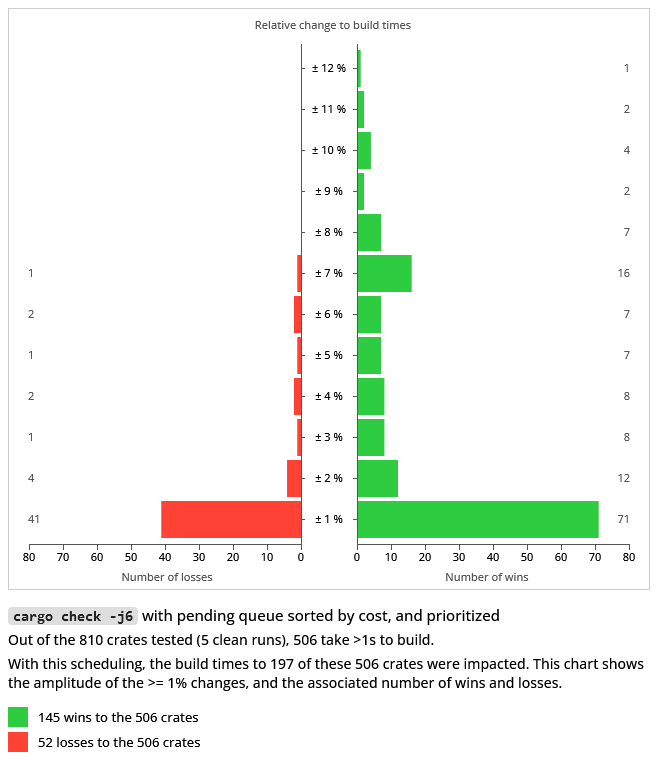 Relative change to build times
± 12 % 1
± 11 % 2
± 10 % 4
± 9 % 2
± 8 % 7
1 ± 7 % 16
2 ± 6 % 7
1 ± 5 % 7
2 ± 4 % 8
1 ± 3 % 8
4 ± 2 % 12
41 ± 1 % 71
80 70 60 50 40 30 20 10 0 0 10 20 30 40 50 60 70 80
Number of losses Number of wins
cargo check -j6 with pending queue sorted by cost, and prioritized
Out of the 810 crates tested (5 clean runs), 506 take >1s to build.
With this scheduling, the build times to 197 of these 506 crates were impacted. This chart shows
the amplitude of the >= 1% changes, and the associated number of wins and losses.
145 wins to the 506 crates
52 losses to the 506 crates